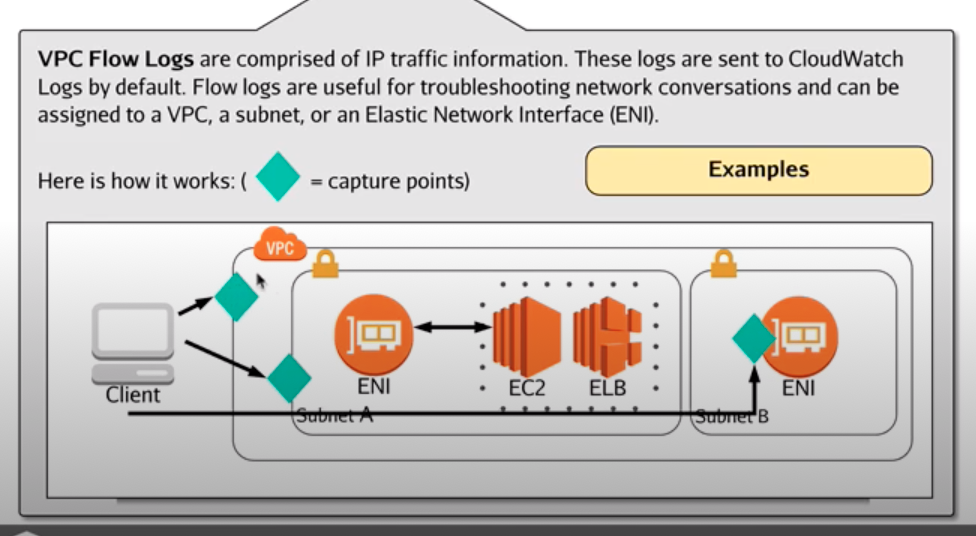 VPC Flow Logs are comprised of IP traffic information. These logs are sent to CloudWatch
Logs by default. Flow logs are useful for troubleshooting network conversations and can be
assigned to a VPC, a subnet, or an Elastic Network Interface (ENI).
Here is how it works: ( = capture points)
Examples
VPC
Client
ENI
EC2
ELB
ENI
Subnet A
Subnet B